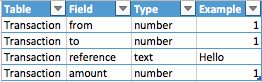 Table Field Type Example
Transaction from number 1
Transaction to number 1
Transaction reference text Hello
Transaction amount number 1